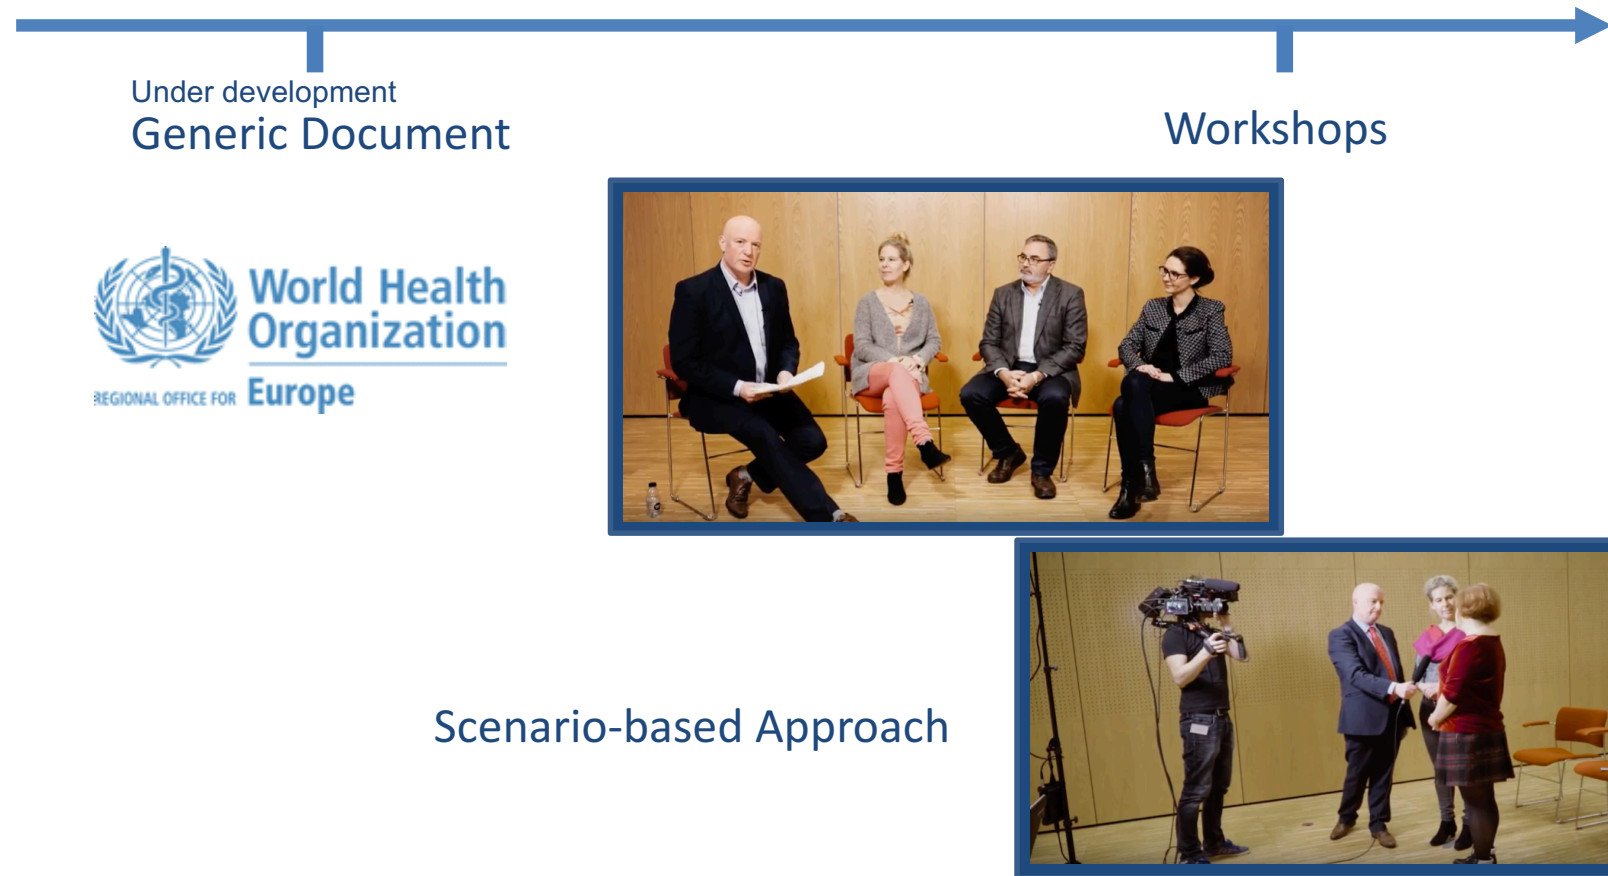 Under development
Generic Document
Workshops
World Health
Organization
REGIONAL OFFICE FOR Europe
Scenario-based Approach